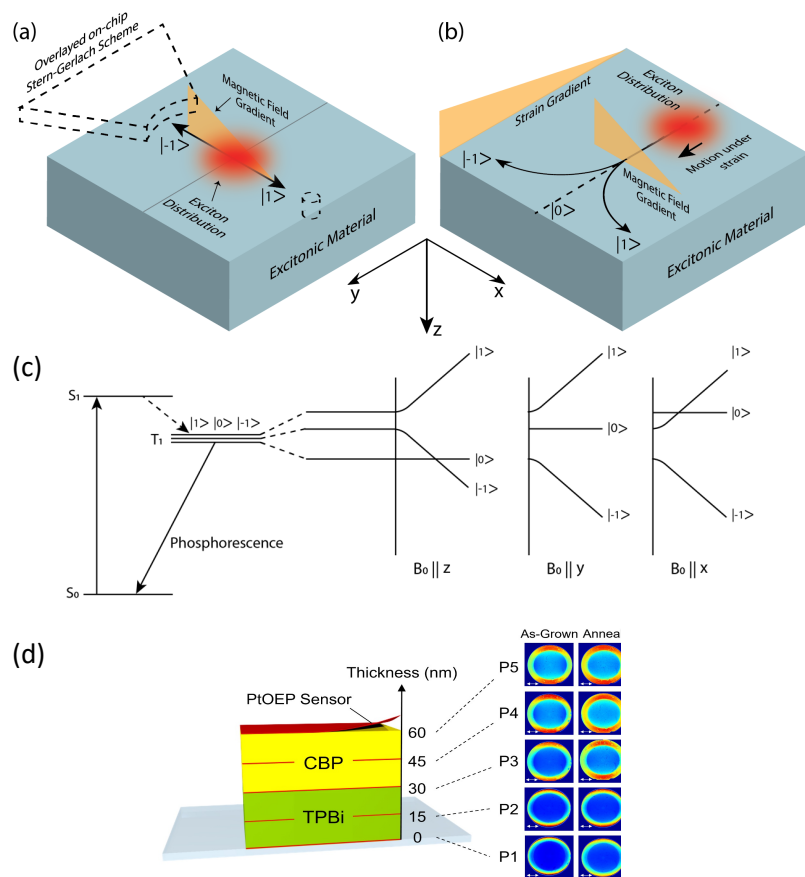 (a)
Overlayed on-chip
Stern-Gerlach Scheme
Magnetic Field
Gradient
|-1>
|1>
Exciton
Distribution
Excitonic Material
(b)
Strain Gradient
Exciton
Distribution
|-1>
Motion under
strain
|0>
Magnetic Field
Gradient
|1>
Excitonic Material
y
x
z
(c)
S₁
|1> |0> |-1>
T₁
Phosphorescence
S₀
|1>
|0>
|-1>
B₀ || z
|1>
|0>
|-1>
B₀ || y
|1>
|0>
|-1>
B₀ || x
(d)
Thickness (nm)
PtOEP Sensor
CBP
TPBi
60
45
30
15
0
As-Grown
Annea
P5
P4
P3
P2
P1